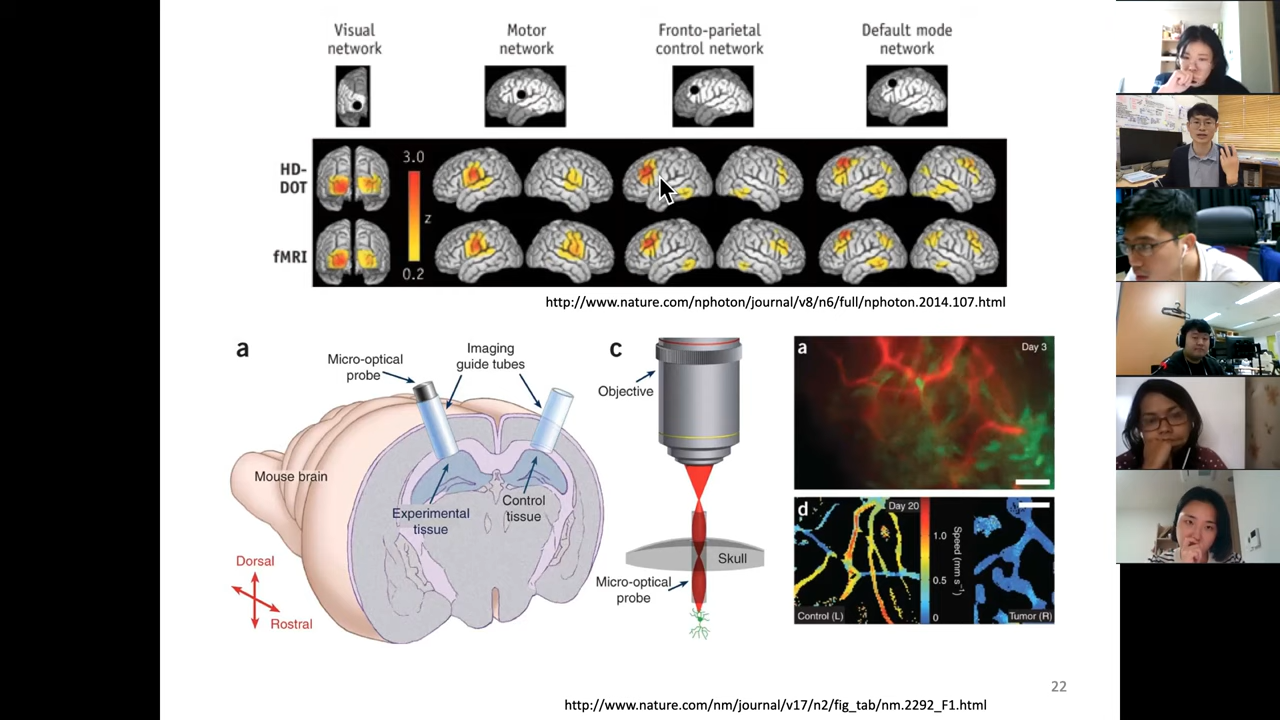 Visual
network
Motor
network
Fronto-parietal
control network
Default mode
network
HD-
DOT
3.0
z
fMRI
0.2
http://www.nature.com/nphoton/journal/v8/n6/full/nphoton.2014.107.html
a
Micro-optical
probe
Imaging
guide tubes
Mouse brain
Experimental
tissue
Control
tissue
Dorsal
Rostral
c
Objective
Skull
Micro-optical
probe
a
Day 3
d
Day 20
1.0
0.5
0
Speed (mm s⁻¹)
Control (L)
Tumor (R)
22
http://www.nature.com/nm/journal/v17/n2/fig_tab/nm.2292_F1.html